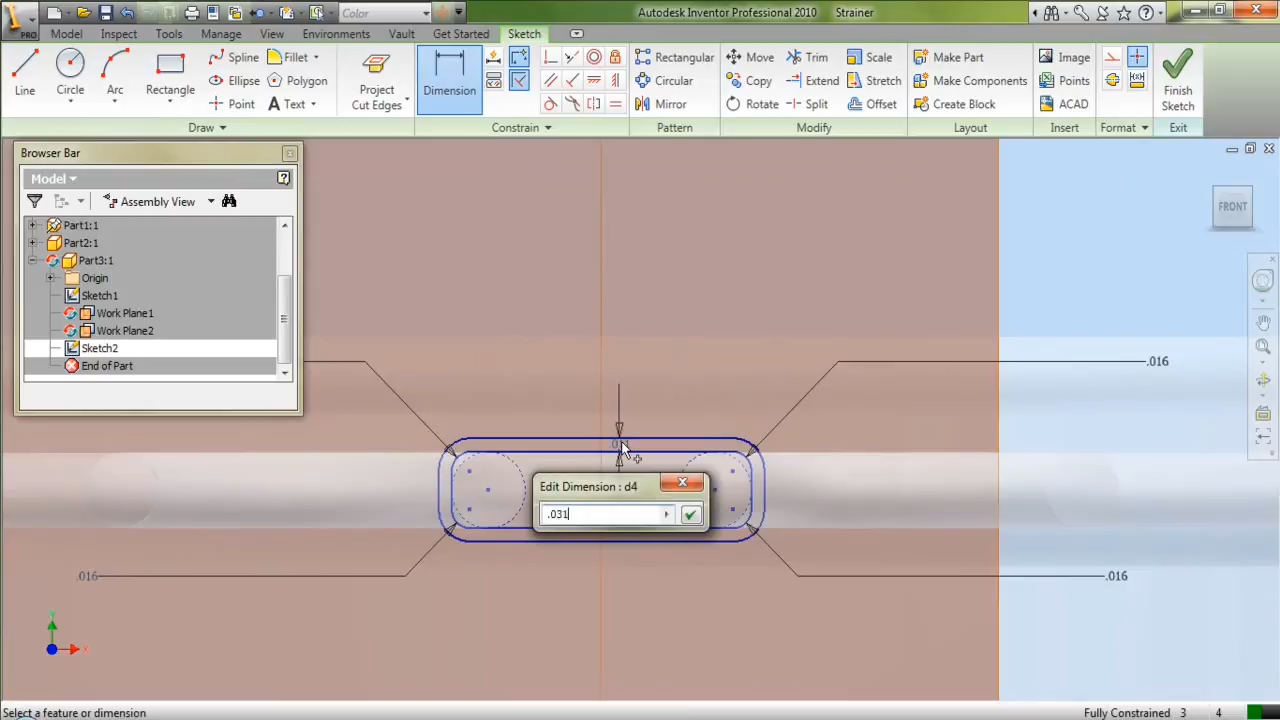 PRO
Color
Autodesk Inventor Professional 2010 Strainer
Model Inspect Tools Manage View Environments Vault Get Started Sketch
Line
Circle
Arc
Rectangle
Spline
Fillet
Ellipse
Polygon
Point
Text
Project
Cut Edges
Dimension
Rectangular
Circular
Mirror
Move
Trim
Scale
Copy
Extend
Stretch
Rotate
Split
Offset
Make Part
Make Components
Create Block
Image
Points
ACAD
Finish
Sketch
Draw Constrain Pattern Modify Layout Insert Format Exit
Browser Bar
Model
Assembly View
Part1:1
Part2:1
Part3:1
Origin
Sketch1
Work Plane1
Work Plane2
Sketch2
End of Part
FRONT
.016
Edit Dimension : d4
.031
.016
.016
Y
X
Select a feature or dimension
Fully Constrained 3 4